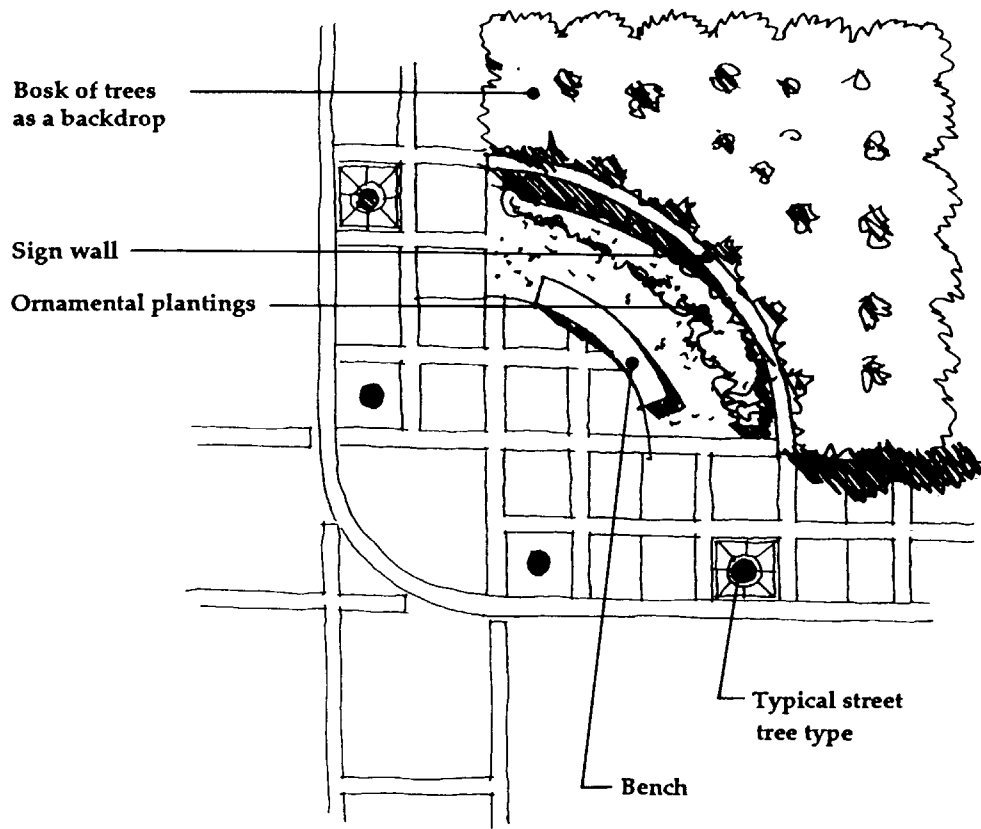 Bosk of trees
as a backdrop
Sign wall
Ornamental plantings
Typical street
tree type
Bench